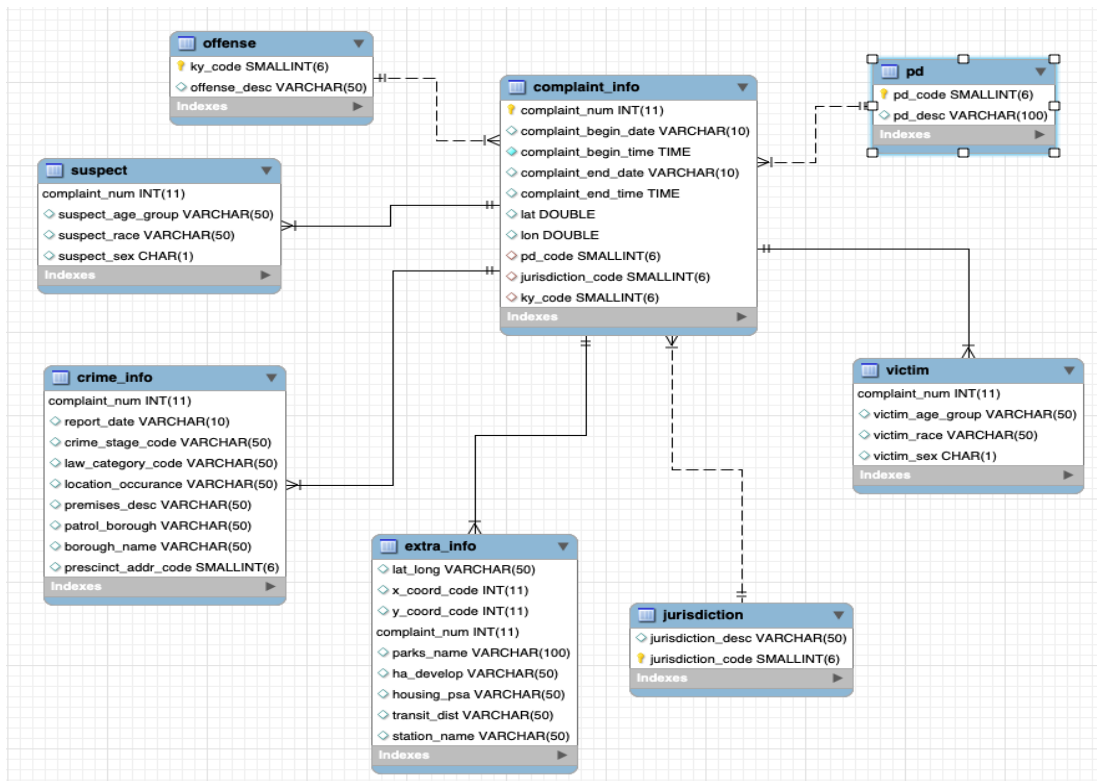 offense
ky_code SMALLINT(6)
offense_desc VARCHAR(50)
Indexes
pd
pd_code SMALLINT(6)
pd_desc VARCHAR(100)
Indexes
complaint_info
complaint_num INT(11)
complaint_begin_date VARCHAR(10)
complaint_begin_time TIME
complaint_end_date VARCHAR(10)
complaint_end_time TIME
lat DOUBLE
lon DOUBLE
pd_code SMALLINT(6)
jurisdiction_code SMALLINT(6)
ky_code SMALLINT(6)
Indexes
suspect
complaint_num INT(11)
suspect_age_group VARCHAR(50)
suspect_race VARCHAR(50)
suspect_sex CHAR(1)
Indexes
crime_info
complaint_num INT(11)
report_date VARCHAR(10)
crime_stage_code VARCHAR(50)
law_category_code VARCHAR(50)
location_occurance VARCHAR(50)
premises_desc VARCHAR(50)
patrol_borough VARCHAR(50)
borough_name VARCHAR(50)
prescinct_addr_code SMALLINT(6)
Indexes
victim
complaint_num INT(11)
victim_age_group VARCHAR(50)
victim_race VARCHAR(50)
victim_sex CHAR(1)
Indexes
extra_info
lat_long VARCHAR(50)
x_coord_code INT(11)
y_coord_code INT(11)
complaint_num INT(11)
parks_name VARCHAR(100)
ha_develop VARCHAR(50)
housing_psa VARCHAR(50)
transit_dist VARCHAR(50)
station_name VARCHAR(50)
Indexes
jurisdiction
jurisdiction_desc VARCHAR(50)
jurisdiction_code SMALLINT(6)
Indexes